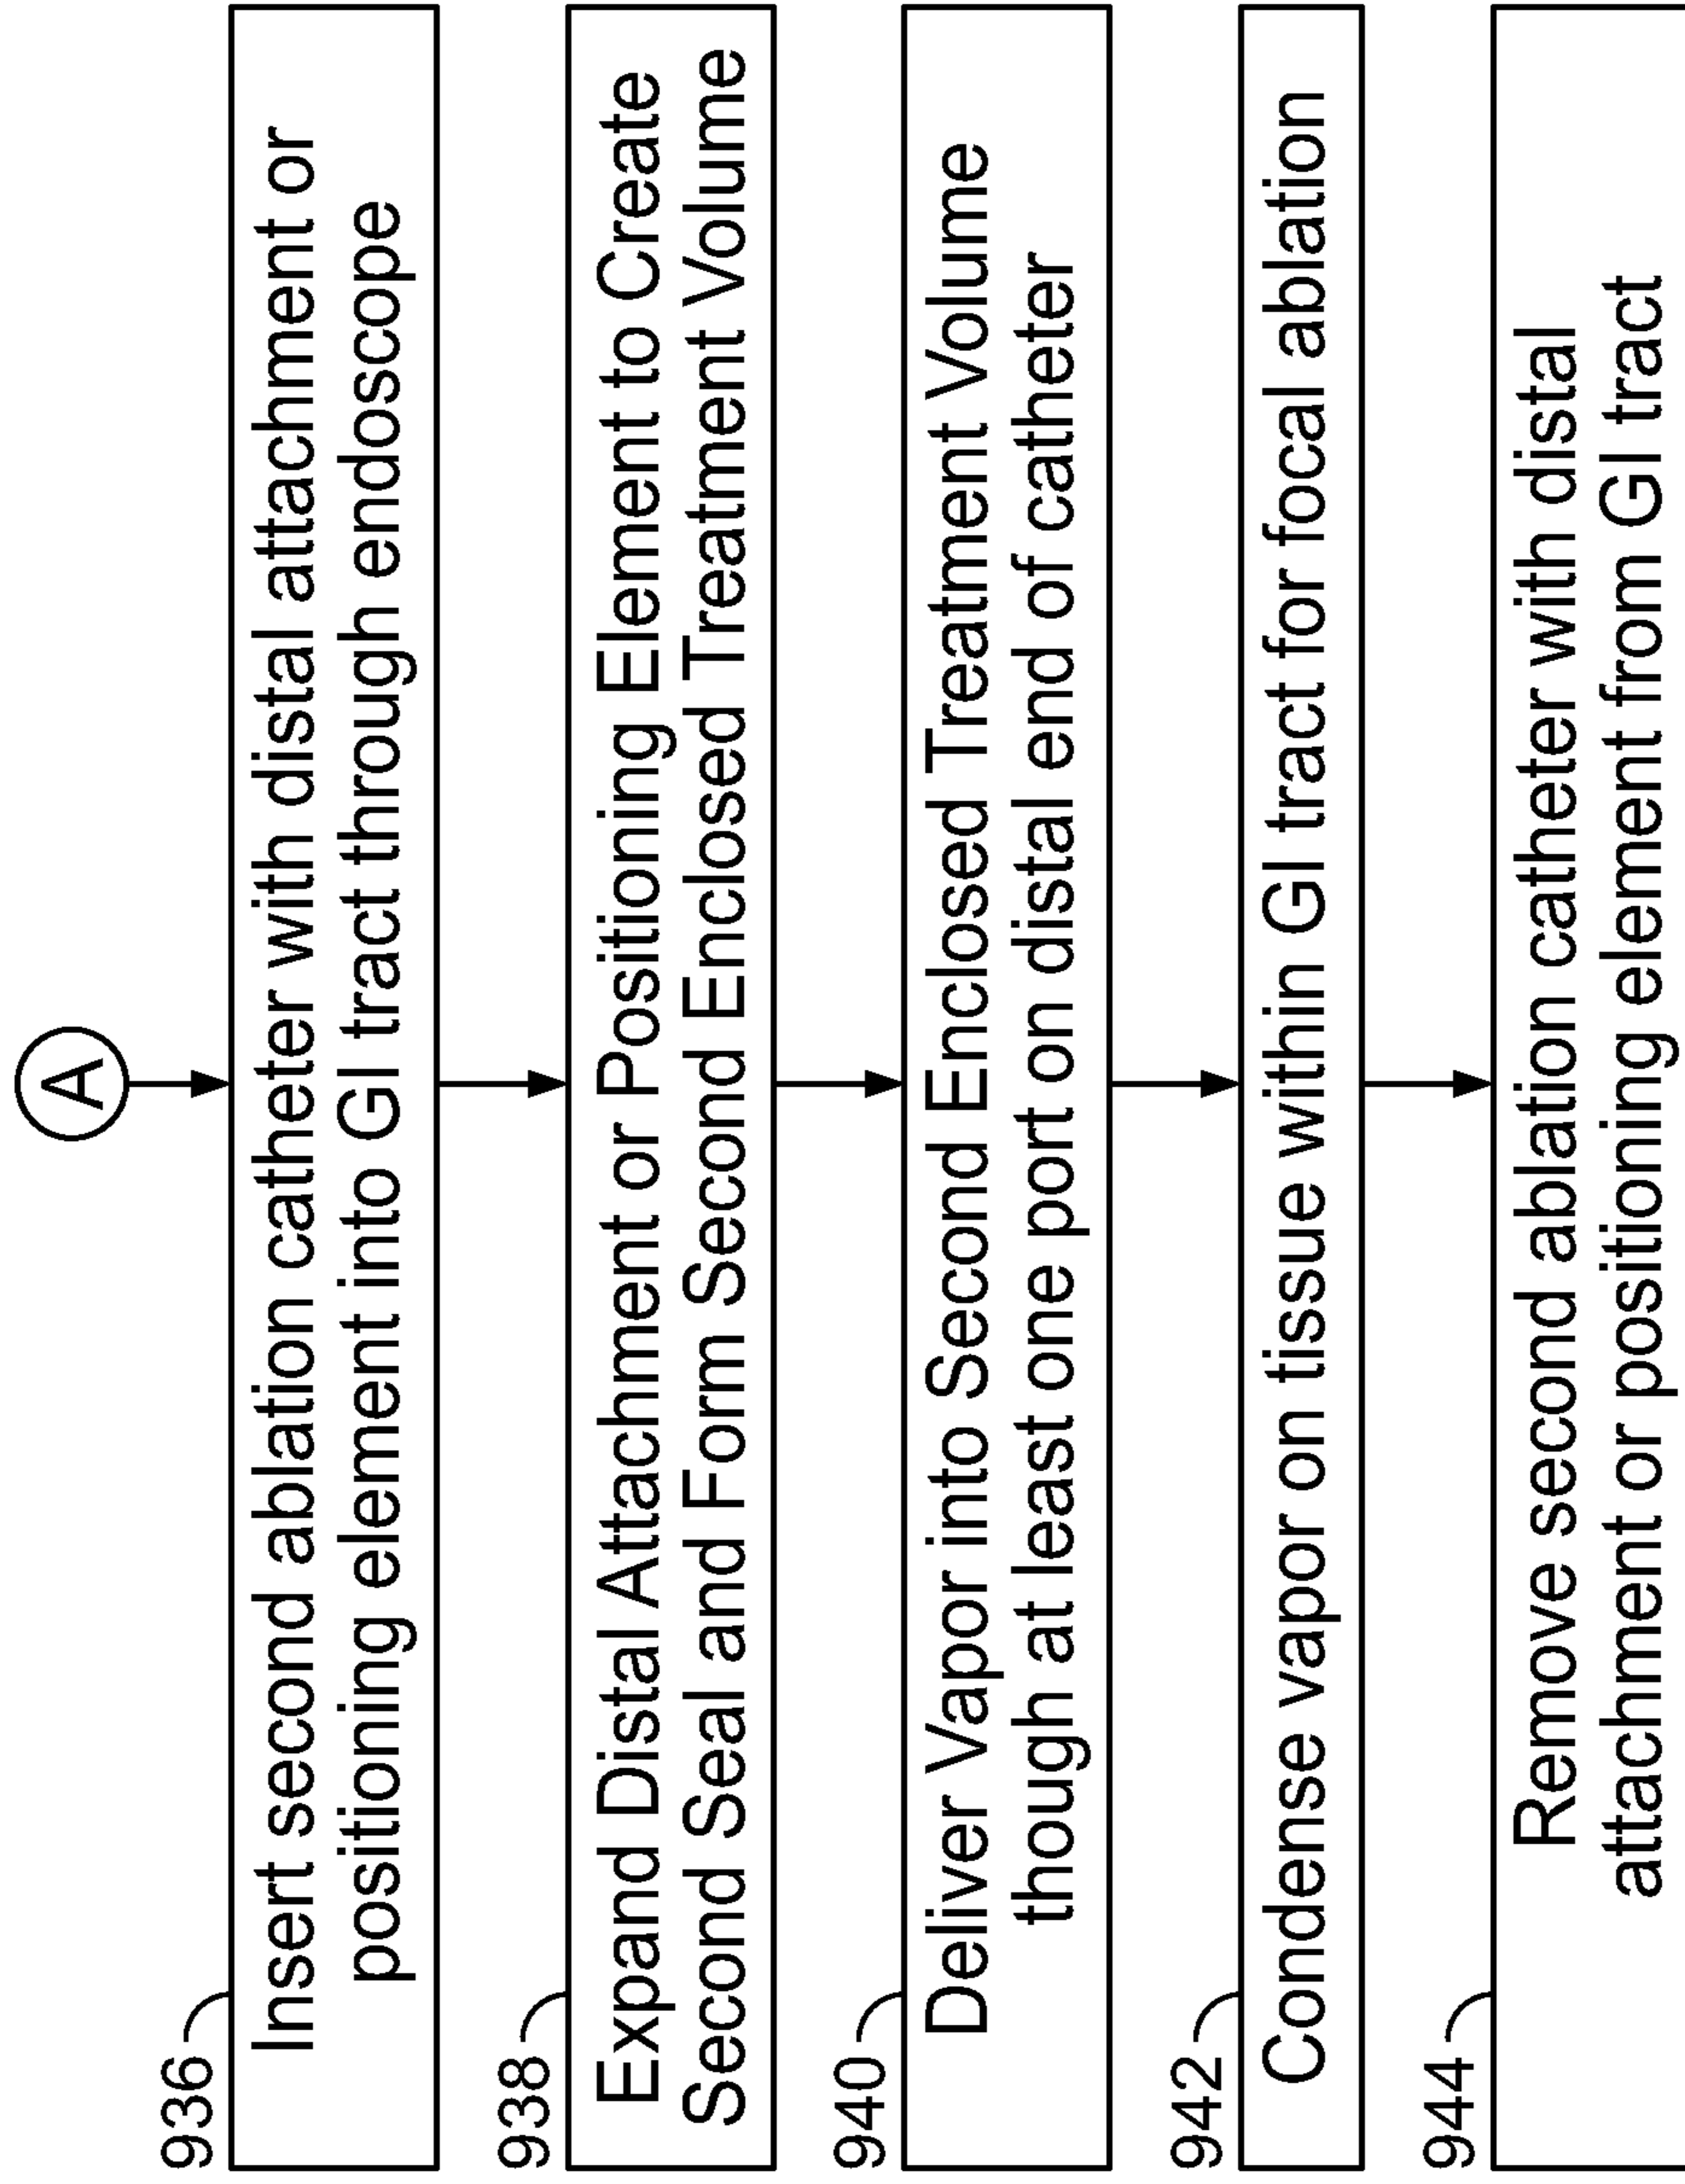 A
936
Insert second ablation catheter with distal attachment or
positioning element into GI tract through endoscope
938
Expand Distal Attachment or Positioning Element to Create
Second Seal and Form Second Enclosed Treatment Volume
940
Deliver Vapor into Second Enclosed Treatment Volume
though at least one port on distal end of catheter
942
Condense vapor on tissue within GI tract for focal ablation
944
Remove second ablation catheter with distal
attachment or positioning element from GI tract